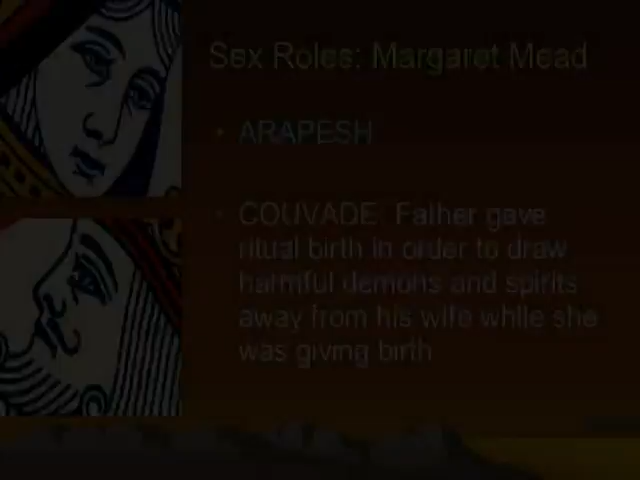 Sex Roles: Margaret Mead
• ARAPESH
• COUVADE Father gave
ritual birth in order to draw
harmful demons and spirits
away from his wife while she
was giving birth